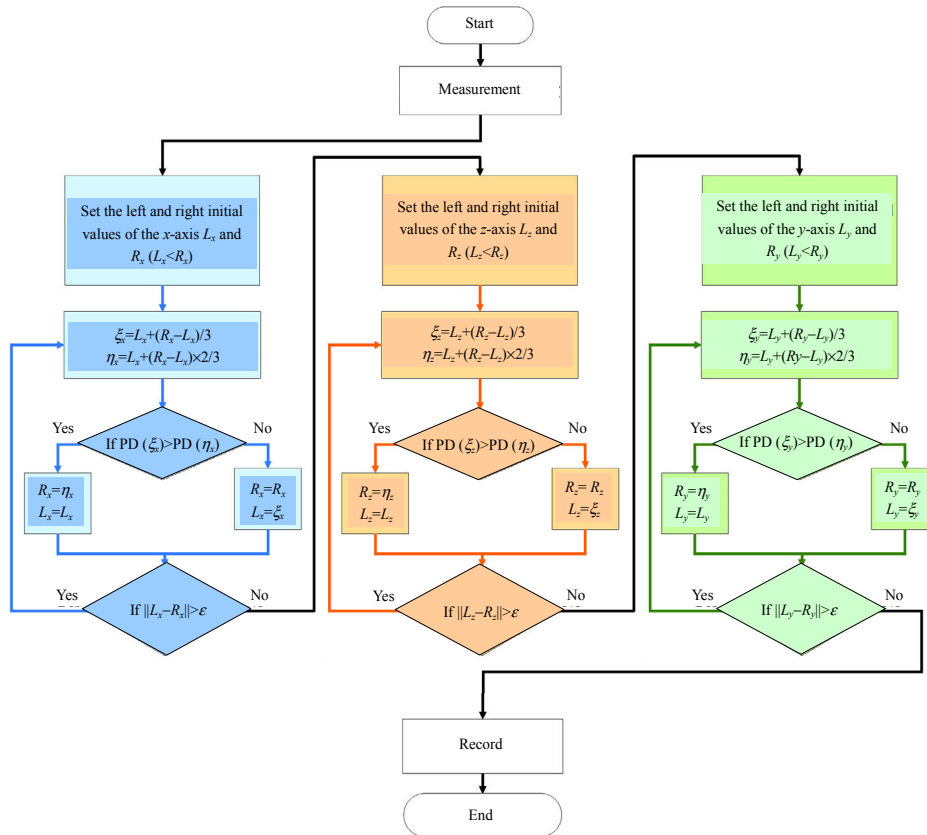 Start
Measurement
Set the left and right initial
values of the x-axis Lx and
Rx (Lx<Rx)
ξx=Lx+(Rx−Lx)/3
ηx=Lx+(Rx−Lx)×2/3
If PD (ξx)>PD (ηx)
Yes
No
Rx=ηx
Lx=Lx
Rx=Rx
Lx=ξx
If ||Lx−Rx||>ε
Yes
No
Set the left and right initial
values of the z-axis Lz and
Rz (Lz<Rz)
ξz=Lz+(Rz−Lz)/3
ηz=Lz+(Rz−Lz)×2/3
If PD (ξz)>PD (ηz)
Yes
No
Rz=ηz
Lz=Lz
Rz= Rz
Lz=ξz
If ||Lz−Rz||>ε
Yes
No
Set the left and right initial
values of the y-axis Ly and
Ry (Ly<Ry)
ξy=Ly+(Ry−Ly)/3
ηy=Ly+(Ry−Ly)×2/3
If PD (ξy)>PD (ηy)
Yes
No
Ry=ηy
Ly=Ly
Ry=Ry
Ly=ξy
If ||Ly−Ry||>ε
Yes
No
Record
End